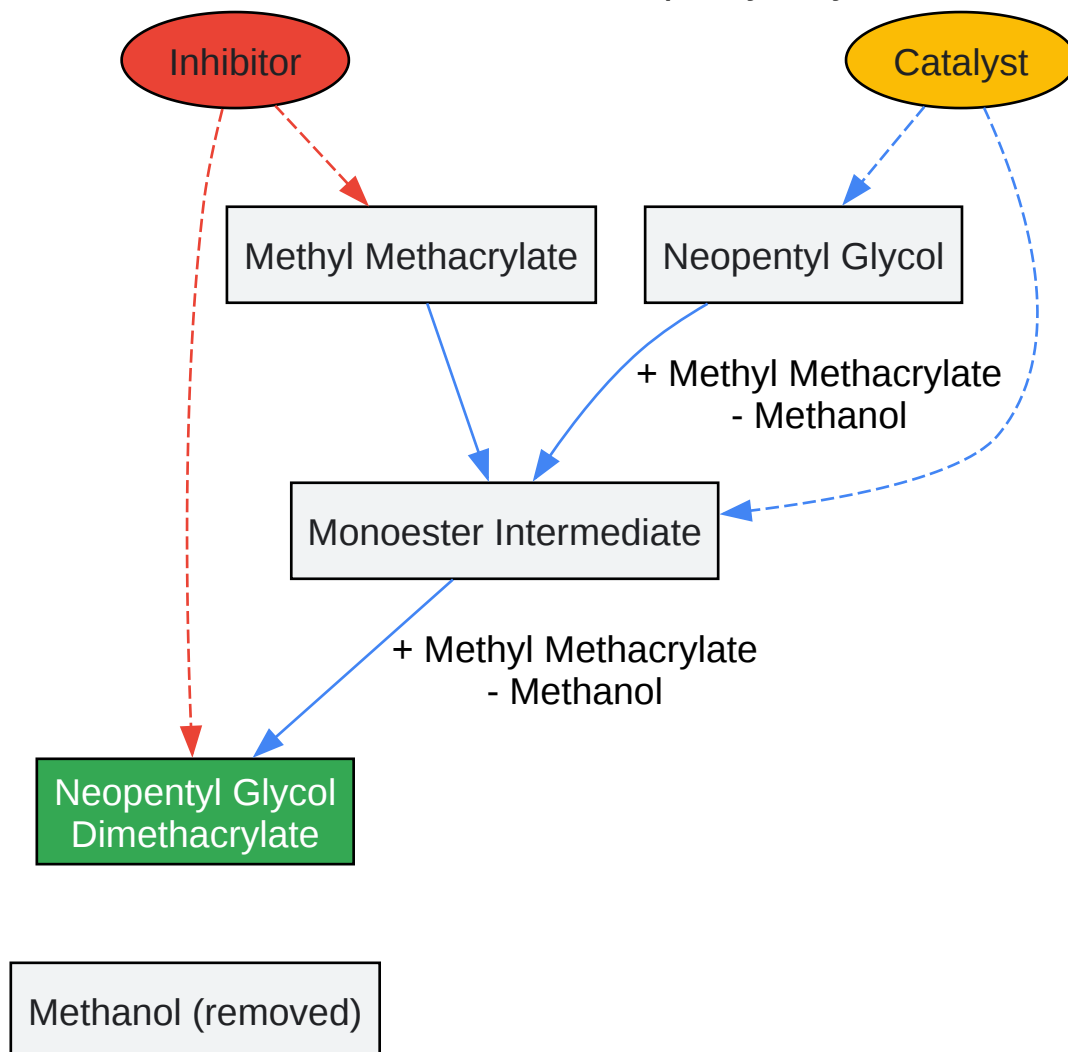 Inhibitor
Catalyst
Methyl Methacrylate
Neopentyl Glycol
+ Methyl Methacrylate
- Methanol
Monoester Intermediate
+ Methyl Methacrylate
- Methanol
Neopentyl Glycol
Dimethacrylate
Methanol (removed)